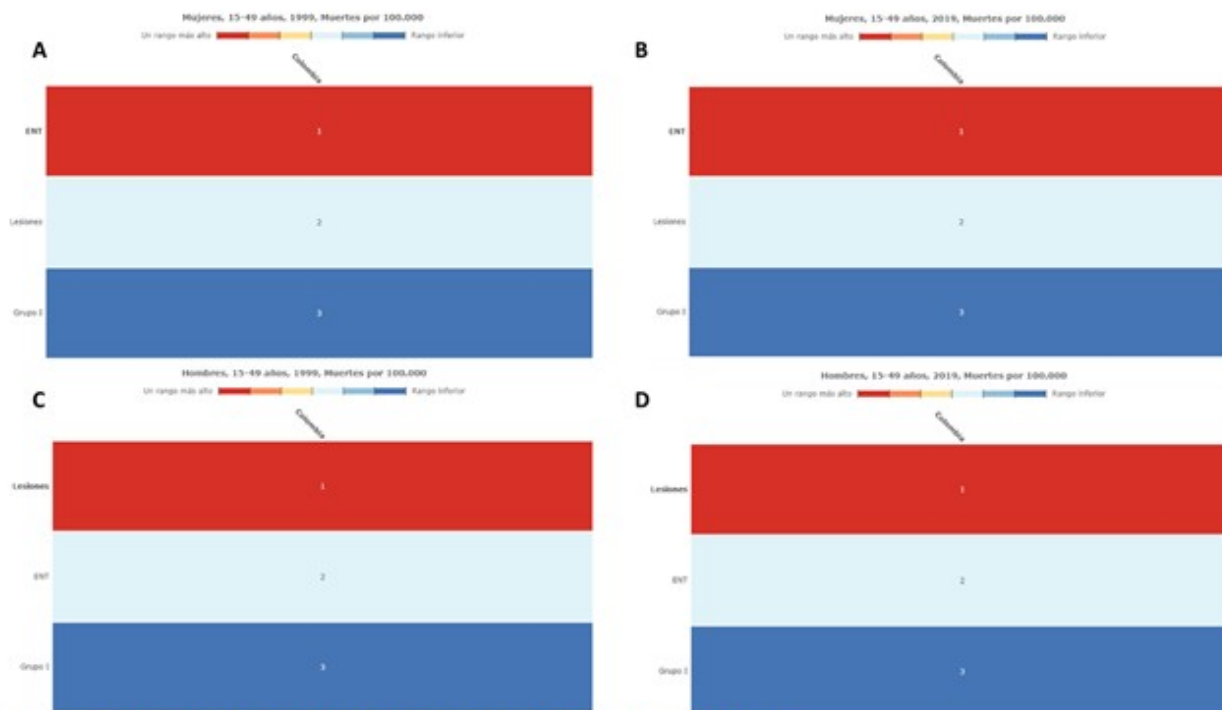 Mujeres, 15-49 años, 1999, Muertes por 100.000
Un rango más alto Rango inferior
A
Colombia
ENT
1
Lesiones
2
Grupo I
3
Mujeres, 15-49 años, 2019, Muertes por 100.000
Un rango más alto Rango inferior
B
Colombia
ENT
1
Lesiones
2
Grupo I
3
Hombres, 15-49 años, 1999, Muertes por 100.000
Un rango más alto Rango inferior
C
Colombia
Lesiones
1
ENT
2
Grupo I
3
Hombres, 15-49 años, 2019, Muertes por 100.000
Un rango más alto Rango inferior
D
Colombia
Lesiones
1
ENT
2
Grupo I
3